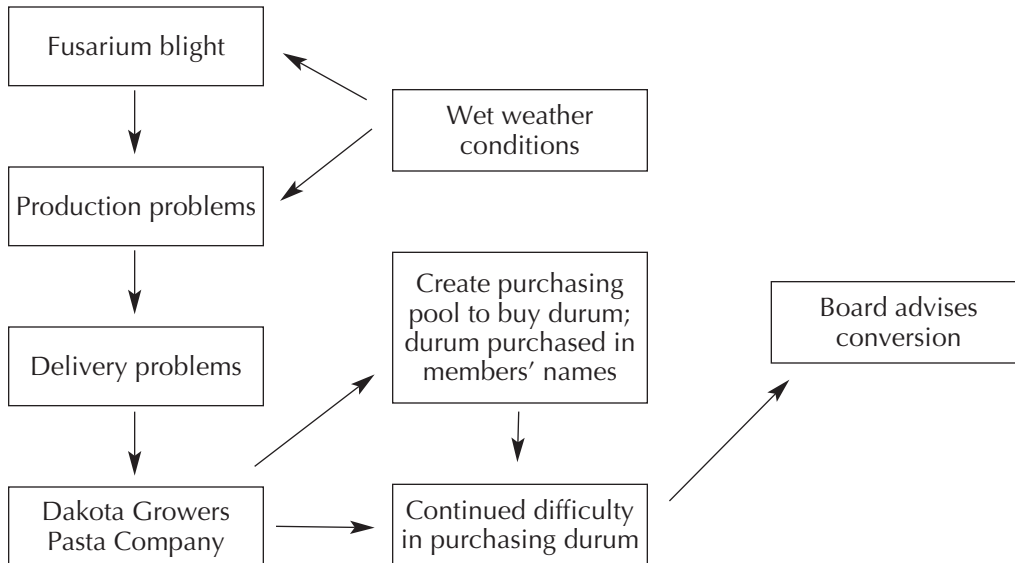 Fusarium blight
Wet weather
conditions
Production problems
Create purchasing
pool to buy durum;
durum purchased in
members’ names
Board advises
conversion
Delivery problems
Dakota Growers
Pasta Company
Continued difficulty
in purchasing durum